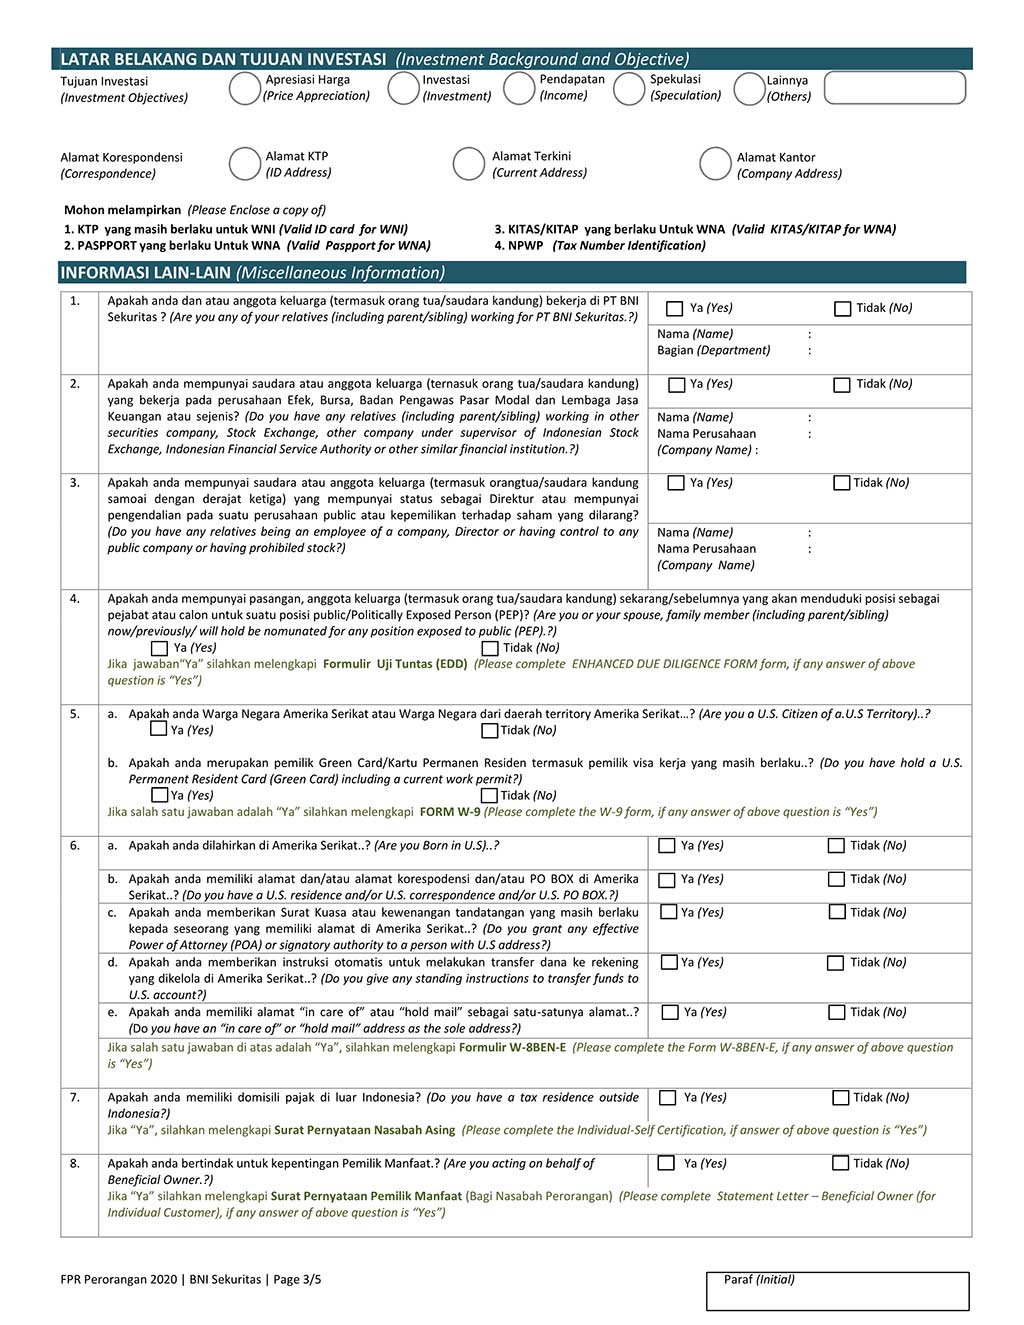 LATAR BELAKANG DAN TUJUAN INVESTASI (Investment Background and Objective)
Tujuan Investasi
(Investment Objectives)
Apresiasi Harga
(Price Appreciation)
Investasi
(Investment)
Pendapatan
(Income)
Spekulasi
(Speculation)
Lainnya
(Others)
Alamat Korespondensi
(Correspondence)
Alamat KTP
(ID Address)
Alamat Terkini
(Current Address)
Alamat Kantor
(Company Address)
Mohon melampirkan (Please Enclose a copy of)
1. KTP yang masih berlaku untuk WNI (Valid ID card for WNI)
2. PASPPORT yang berlaku Untuk WNA (Valid Paspport for WNA)
3. KITAS/KITAP yang berlaku Untuk WNA (Valid KITAS/KITAP for WNA)
4. NPWP (Tax Number Identification)
INFORMASI LAIN-LAIN (Miscellaneous Information)
1. Apakah anda dan atau anggota keluarga (termasuk orang tua/saudara kandung) bekerja di PT BNI
Sekuritas ? (Are you any of your relatives (including parent/sibling) working for PT BNI Sekuritas.?)
Ya (Yes) Tidak (No)
Nama (Name) :
Bagian (Department) :
2. Apakah anda mempunyai saudara atau anggota keluarga (ternasuk orang tua/saudara kandung)
yang bekerja pada perusahaan Efek, Bursa, Badan Pengawas Pasar Modal dan Lembaga Jasa
Keuangan atau sejenis? (Do you have any relatives (including parent/sibling) working in other
securities company, Stock Exchange, other company under supervisor of Indonesian Stock
Exchange, Indonesian Financial Service Authority or other similar financial institution.?)
Ya (Yes) Tidak (No)
Nama (Name) :
Nama Perusahaan :
(Company Name) :
3. Apakah anda mempunyai saudara atau anggota keluarga (termasuk orangtua/saudara kandung
samoai dengan derajat ketiga) yang mempunyai status sebagai Direktur atau mempunyai
pengendalian pada suatu perusahaan public atau kepemilikan terhadap saham yang dilarang?
(Do you have any relatives being an employee of a company, Director or having control to any
public company or having prohibiled stock?)
Ya (Yes) Tidak (No)
Nama (Name) :
Nama Perusahaan :
(Company Name)
4. Apakah anda mempunyai pasangan, anggota keluarga (termasuk orang tua/saudara kandung) sekarang/sebelumnya yang akan menduduki posisi sebagai
pejabat atau calon untuk suatu posisi public/Politically Exposed Person (PEP)? (Are you or your spouse, family member (including parent/sibling)
now/previously/ will hold be nomunated for any position exposed to public (PEP).?)
Ya (Yes) Tidak (No)
Jika jawaban"Ya" silahkan melengkapi Formulir Uji Tuntas (EDD) (Please complete ENHANCED DUE DILIGENCE FORM form, if any answer of above
question is "Yes")
5. a. Apakah anda Warga Negara Amerika Serikat atau Warga Negara dari daerah territory Amerika Serikat...? (Are you a U.S. Citizen of a.U.S Territory)..?
Ya (Yes) Tidak (No)
b. Apakah anda merupakan pemilik Green Card/Kartu Permanen Residen termasuk pemilik visa kerja yang masih berlaku..? (Do you have hold a U.S.
Permanent Resident Card (Green Card) including a current work permit?)
Ya (Yes) Tidak (No)
Jika salah satu jawaban adalah "Ya" silahkan melengkapi FORM W-9 (Please complete the W-9 form, if any answer of above question is "Yes")
6. a. Apakah anda dilahirkan di Amerika Serikat..? (Are you Born in U.S)..?
Ya (Yes) Tidak (No)
b. Apakah anda memiliki alamat dan/atau alamat korespodensi dan/atau PO BOX di Amerika
Serikat..? (Do you have a U.S. residence and/or U.S. correspondence and/or U.S. PO BOX.?)
Ya (Yes) Tidak (No)
c. Apakah anda memberikan Surat Kuasa atau kewenangan tandatangan yang masih berlaku
kepada seseorang yang memiliki alamat di Amerika Serikat..? (Do you grant any effective
Power of Attorney (POA) or signatory authority to a person with U.S address?)
Ya (Yes) Tidak (No)
d. Apakah anda memberikan instruksi otomatis untuk melakukan transfer dana ke rekening
yang dikelola di Amerika Serikat..? (Do you give any standing instructions to transfer funds to
U.S. account?)
Ya (Yes) Tidak (No)
e. Apakah anda memiliki alamat "in care of" atau "hold mail" sebagai satu-satunya alamat..?
(Do you have an "in care of" or "hold mail" address as the sole address?)
Ya (Yes) Tidak (No)
Jika salah satu jawaban di atas adalah "Ya", silahkan melengkapi Formulir W-8BEN-E (Please complete the Form W-8BEN-E, if any answer of above question
is "Yes")
7. Apakah anda memiliki domisili pajak di luar Indonesia? (Do you have a tax residence outside
Indonesia?)
Ya (Yes) Tidak (No)
Jika "Ya", silahkan melengkapi Surat Pernyataan Nasabah Asing (Please complete the Individual-Self Certification, if answer of above question is "Yes")
8. Apakah anda bertindak untuk kepentingan Pemilik Manfaat.? (Are you acting on behalf of
Beneficial Owner.?)
Ya (Yes) Tidak (No)
Jika "Ya" silahkan melengkapi Surat Pernyataan Pemilik Manfaat (Bagi Nasabah Perorangan) (Please complete Statement Letter – Beneficial Owner (for
Individual Customer), if any answer of above question is "Yes")
FPR Perorangan 2020 | BNI Sekuritas | Page 3/5
Paraf (Initial)